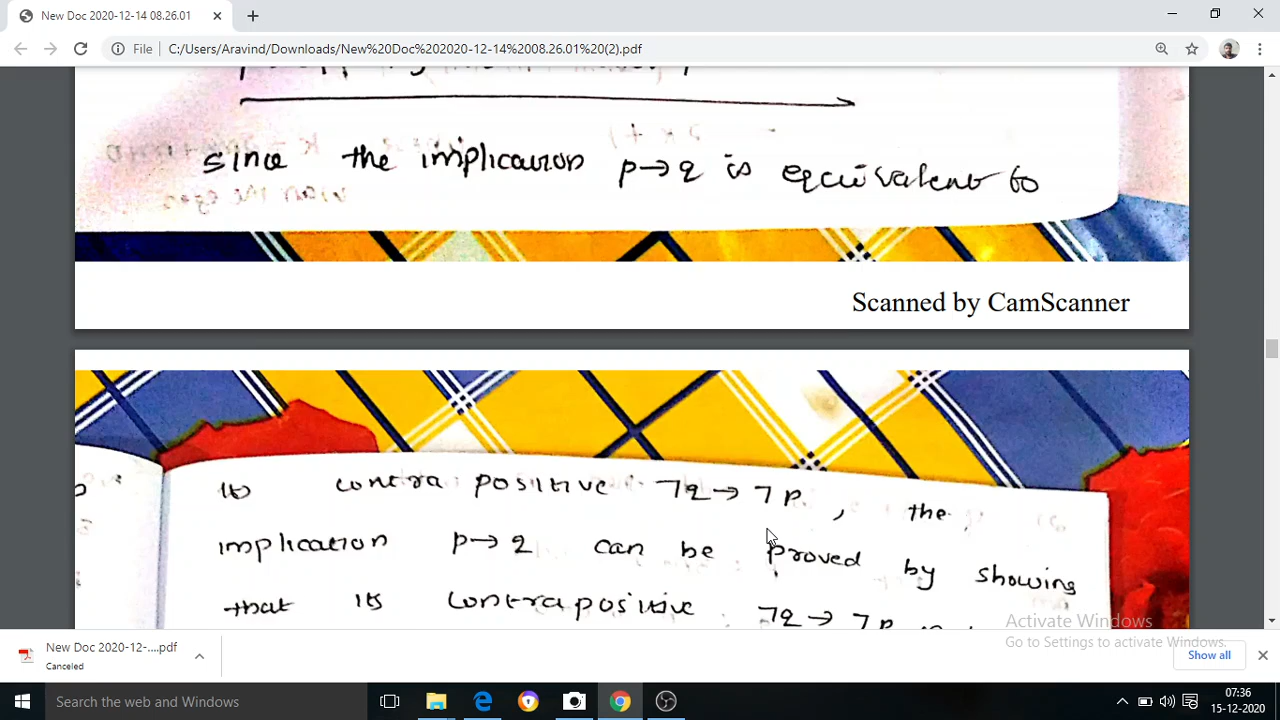 New Doc 2020-12-14 08.26.01
File C:/Users/Aravind/Downloads/New%20Doc%202020-12-14%2008.26.01%20(2).pdf
since the implication p→q is equivalent to
Scanned by CamScanner
its contra positive ¬q→¬p, the
implication p→q can be proved by showing
that its contrapositive ¬q→¬p
Activate Windows
Go to Settings to activate Windows.
New Doc 2020-12-....pdf
Canceled
Show all
Search the web and Windows
07:36
15-12-2020